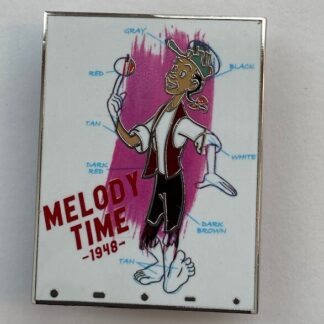 GRAY
BLACK
RED
TAN
WHITE
DARK
RED
MELODY
TIME
-1948-
DARK
BROWN
TAN